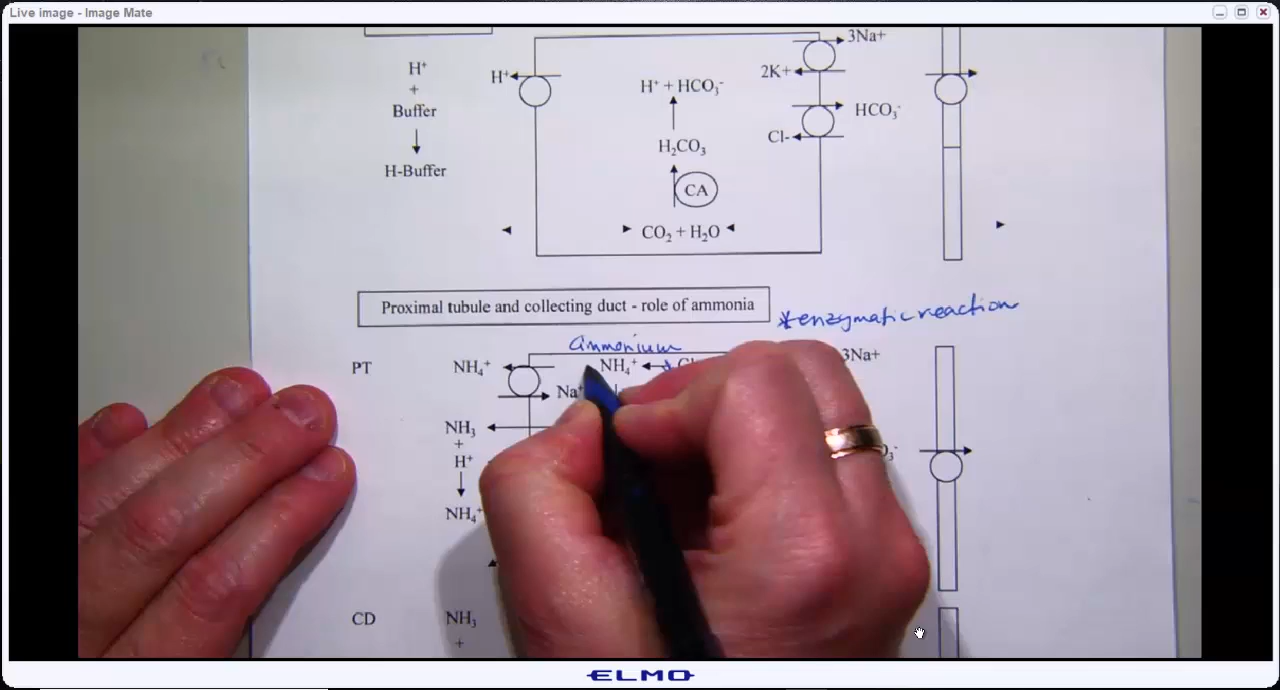 Live image - Image Mate
3Na+
H⁺
H⁺
2K+
+
H⁺ + HCO₃⁻
Buffer
HCO₃⁻
Cl-
H₂CO₃
H-Buffer
CA
CO₂ + H₂O
Proximal tubule and collecting duct - role of ammonia
*enzymatic reaction
ammonium
PT
NH₄⁺
NH₄⁺
3Na+
Na⁺
NH₃
+
H⁺
NH₄⁺
CD
NH₃
+
ELMO